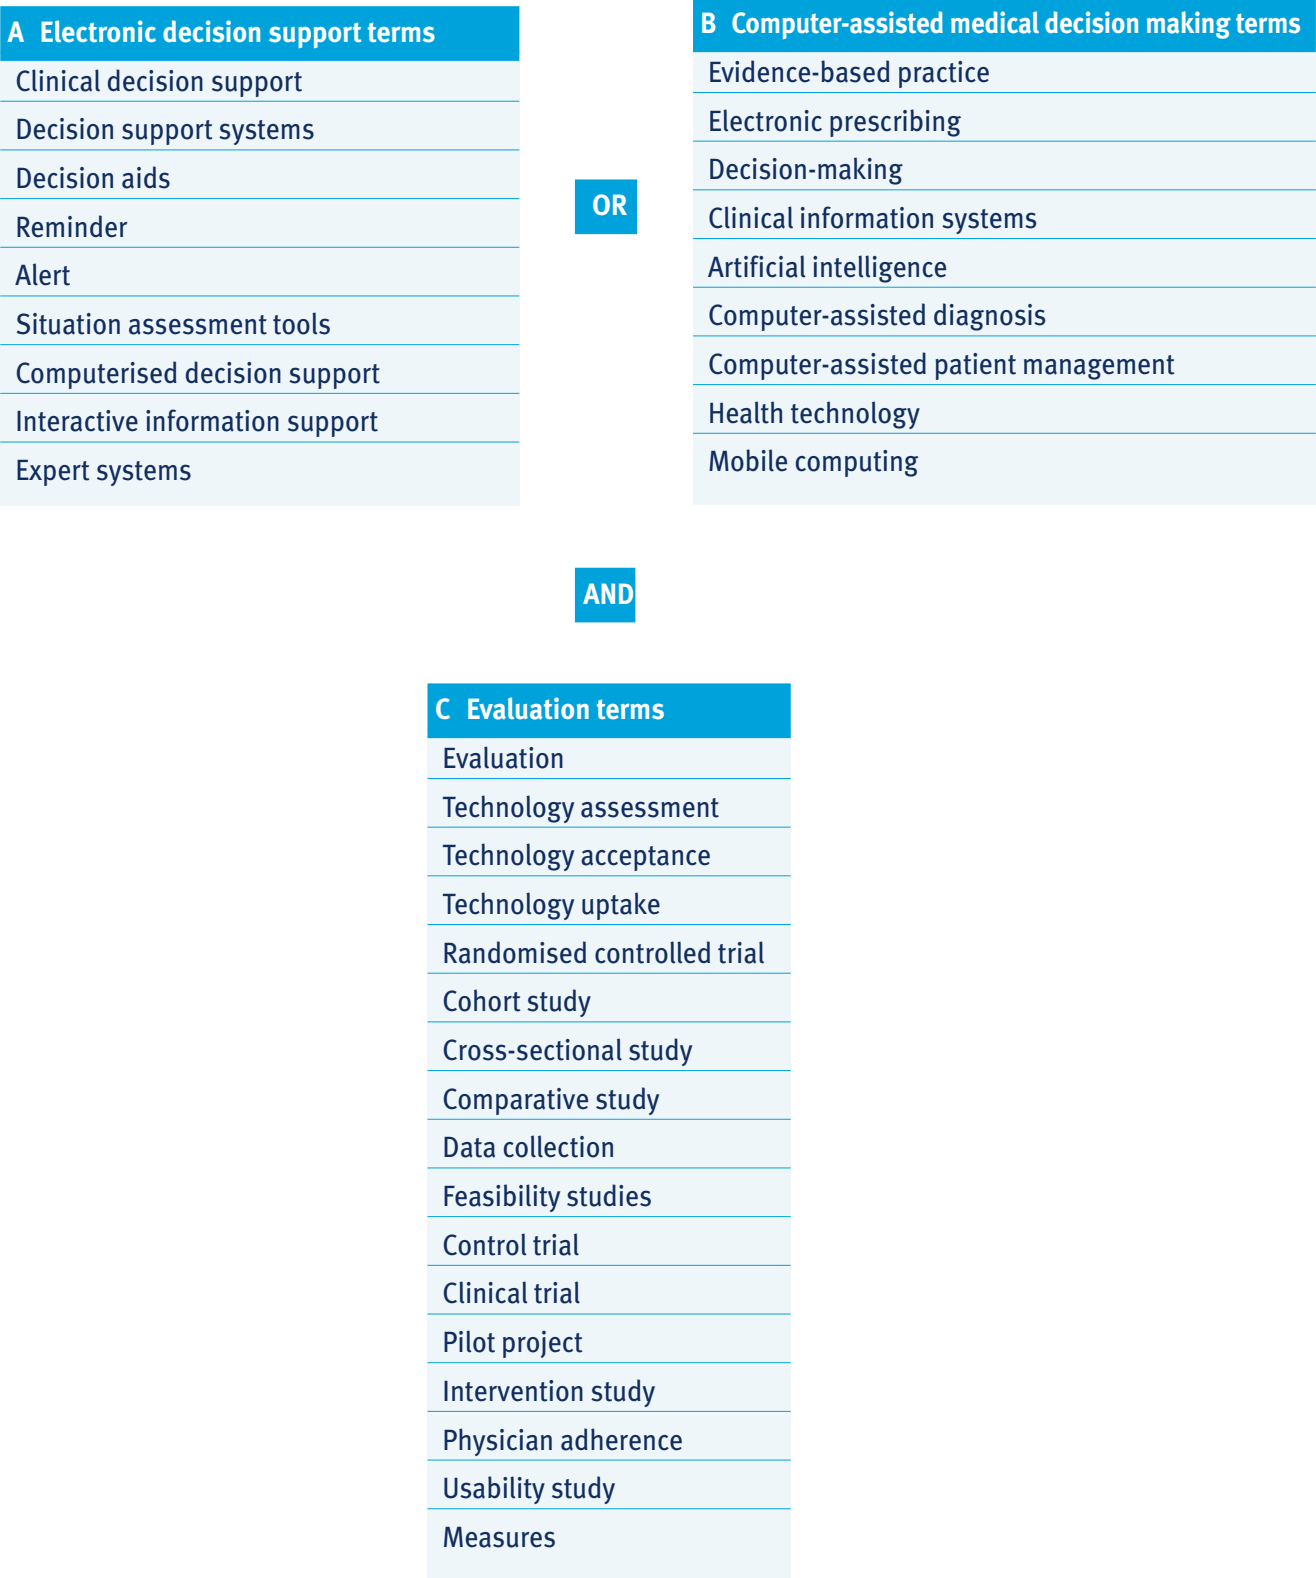 A Electronic decision support terms
Clinical decision support
Decision support systems
Decision aids
Reminder
Alert
Situation assessment tools
Computerised decision support
Interactive information support
Expert systems
OR
B Computer-assisted medical decision making terms
Evidence-based practice
Electronic prescribing
Decision-making
Clinical information systems
Artificial intelligence
Computer-assisted diagnosis
Computer-assisted patient management
Health technology
Mobile computing
AND
C Evaluation terms
Evaluation
Technology assessment
Technology acceptance
Technology uptake
Randomised controlled trial
Cohort study
Cross-sectional study
Comparative study
Data collection
Feasibility studies
Control trial
Clinical trial
Pilot project
Intervention study
Physician adherence
Usability study
Measures